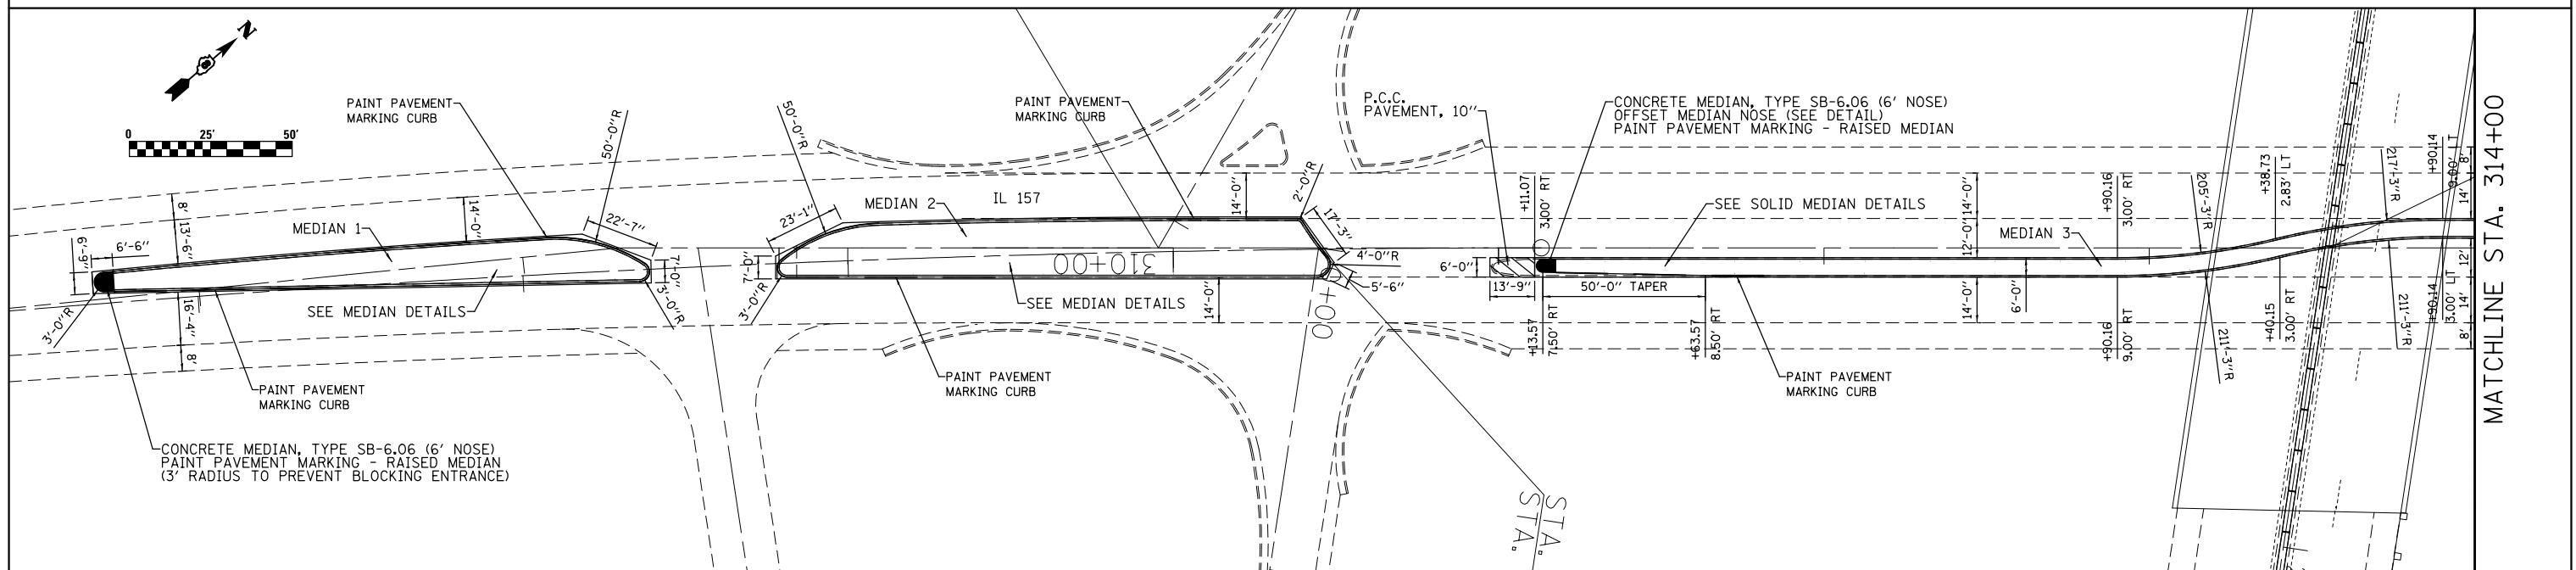 N
0 25' 50'
PAINT PAVEMENT
MARKING CURB
50'-0"R
22'-7"
14'-0"
8'
13'-6"
MEDIAN 1
6'-9"
6'-6"
7'-0"
3'-0"R
3'-0"R
SEE MEDIAN DETAILS
16'-4"
8'
PAINT PAVEMENT
MARKING CURB
CONCRETE MEDIAN, TYPE SB-6.06 (6' NOSE)
PAINT PAVEMENT MARKING - RAISED MEDIAN
(3' RADIUS TO PREVENT BLOCKING ENTRANCE)
50'-0"R
23'-1"
MEDIAN 2
IL 157
PAINT PAVEMENT
MARKING CURB
14'-0"
2'-0"R
17'-3"
4'-0"R
5'-6"
7'-0"
3'-0"R
310+00
SEE MEDIAN DETAILS
14'-0"
+00
PAINT PAVEMENT
MARKING CURB
P.C.C.
PAVEMENT, 10"
CONCRETE MEDIAN, TYPE SB-6.06 (6' NOSE)
OFFSET MEDIAN NOSE (SEE DETAIL)
PAINT PAVEMENT MARKING - RAISED MEDIAN
+11.07
3.00' RT
SEE SOLID MEDIAN DETAILS
14'-0"
12'-0"
MEDIAN 3
+90.16
3.00' RT
205'-3"R
+38.73
2.83' LT
217'-3"R
+90.14
9.00' LT
8'
14'
6'-0"
13'-9"
50'-0" TAPER
+13.57
7.50' RT
+63.57
8.50' RT
14'-0"
6'-0"
+90.16
9.00' RT
211'-3"R
+40.15
3.00' RT
211'-3"R
+90.14
3.00' LT
12'
14'
8'
PAINT PAVEMENT
MARKING CURB
STA.
STA.
MATCHLINE STA. 314+00